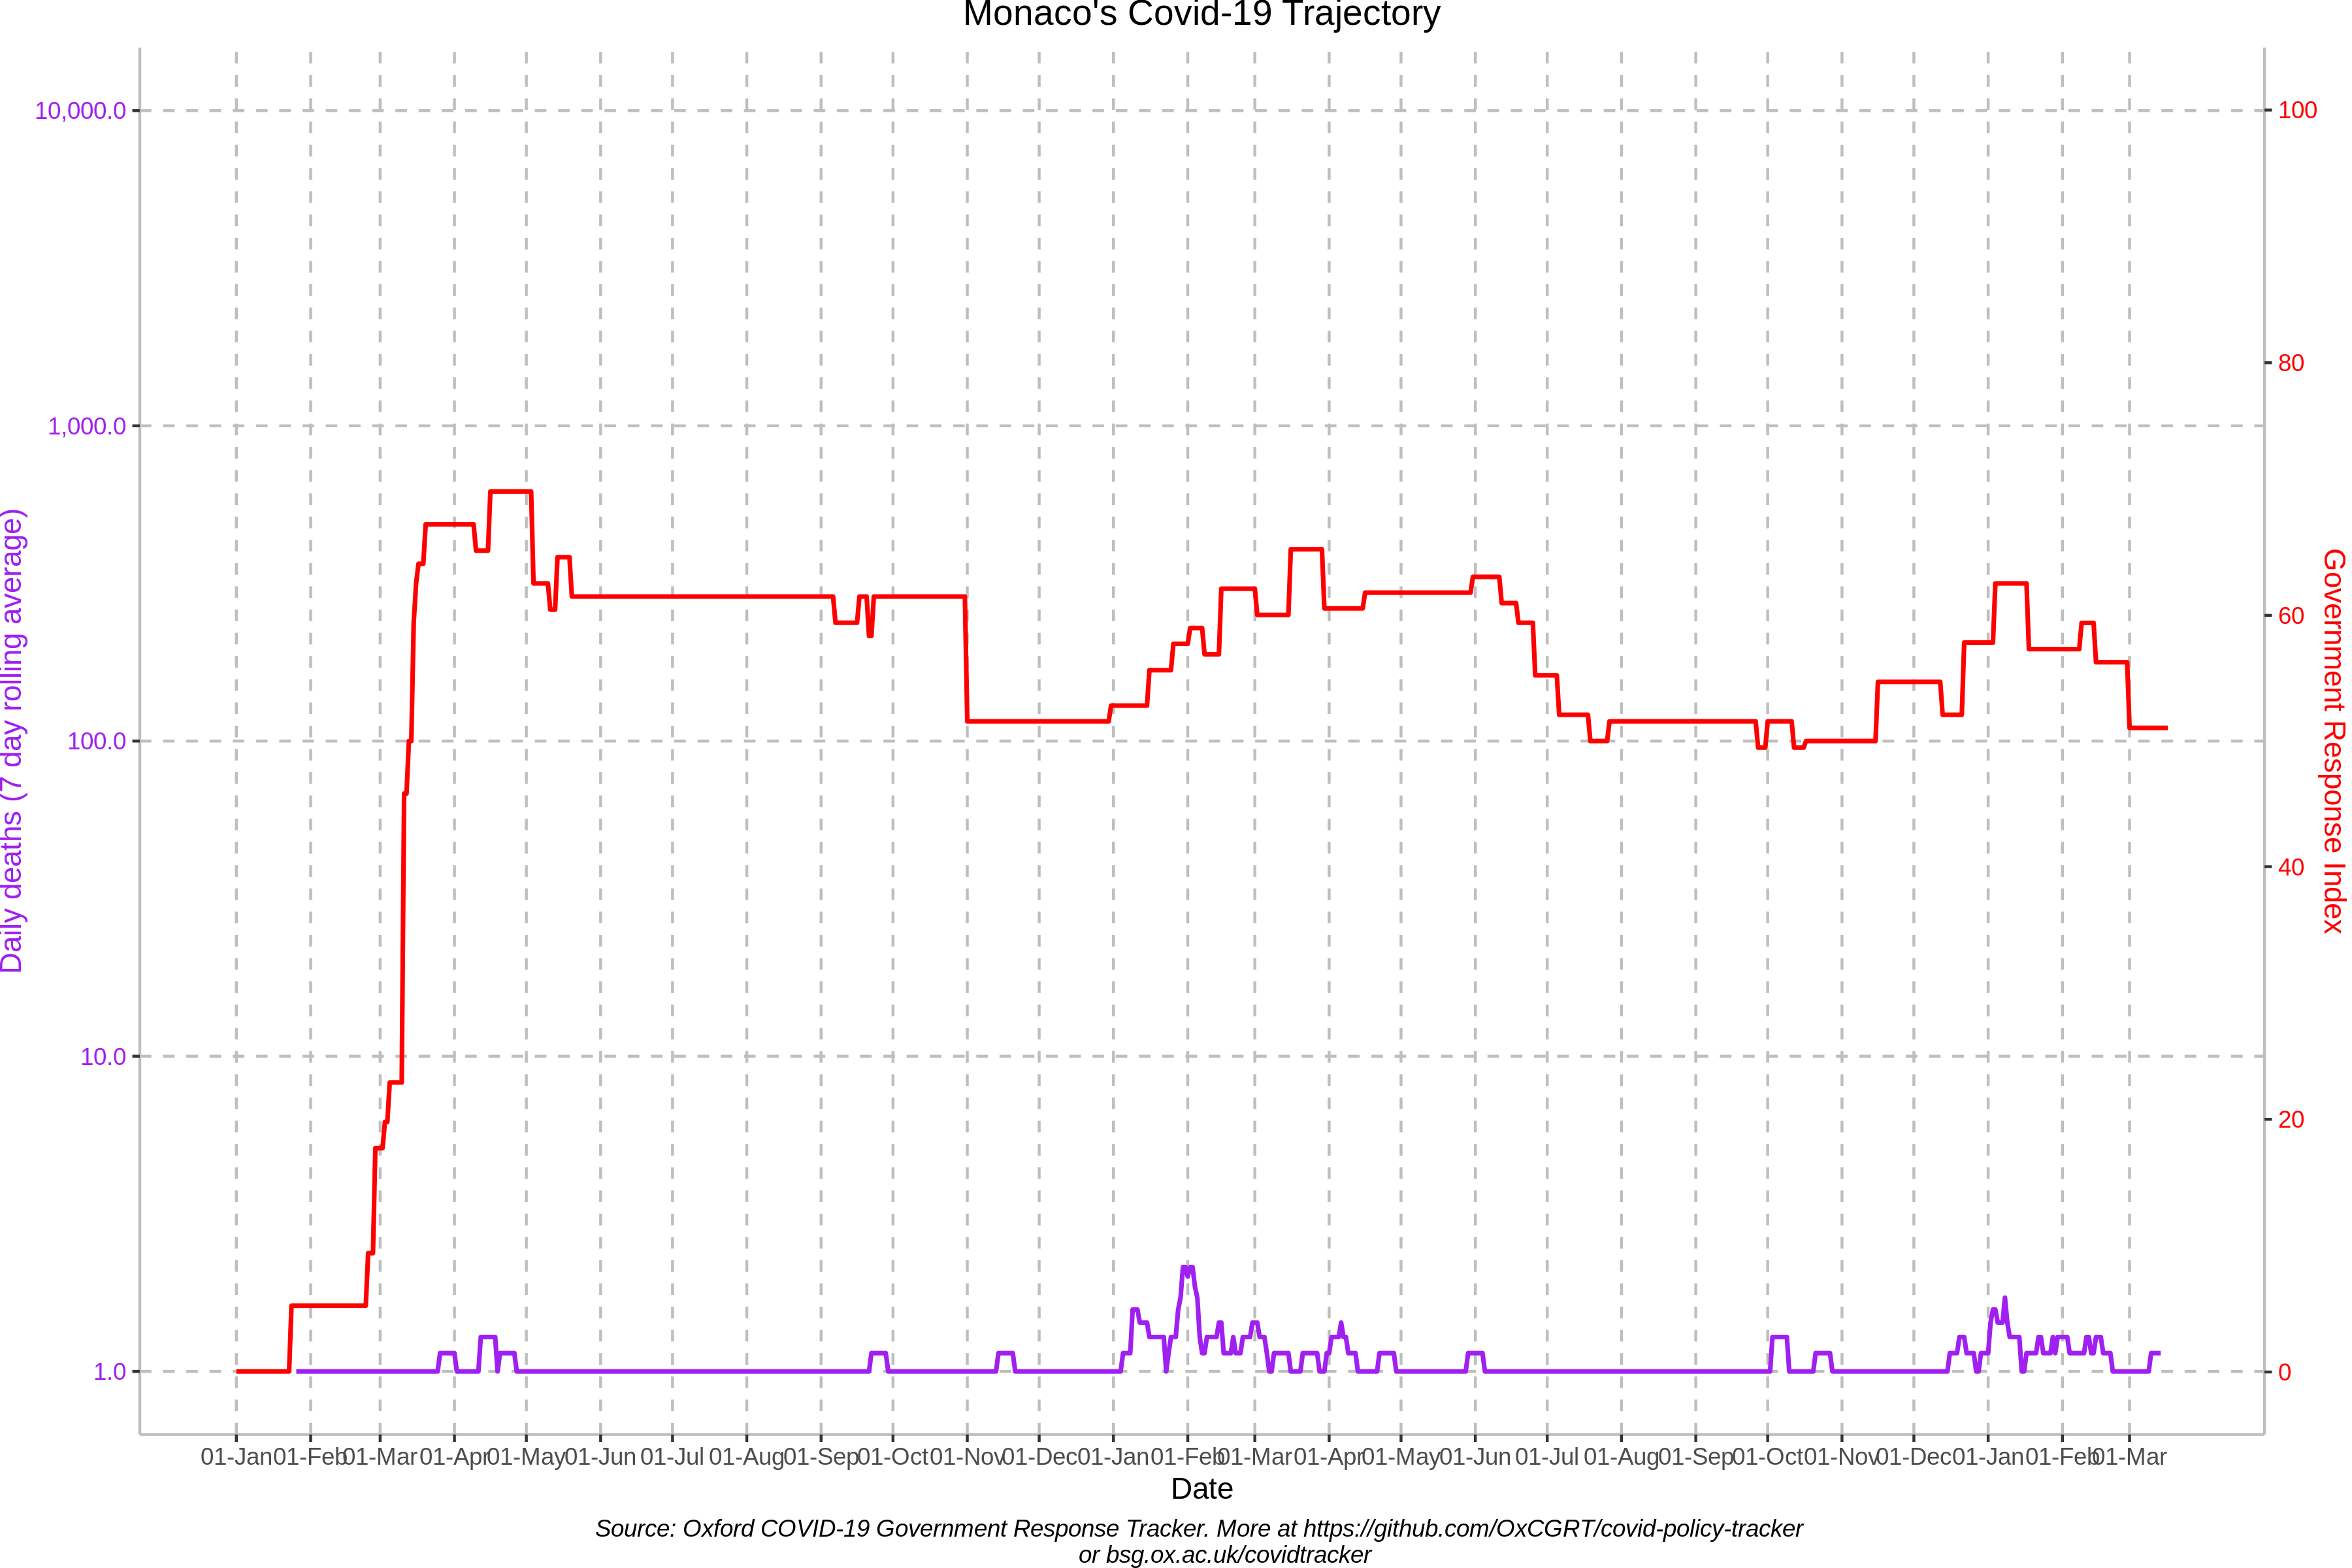 Monaco's Covid-19 Trajectory
10,000.0
1,000.0
100.0
10.0
1.0
Daily deaths (7 day rolling average)
100
80
60
40
20
0
Government Response Index
01-Jan 01-Feb 01-Mar 01-Apr 01-May 01-Jun 01-Jul 01-Aug 01-Sep 01-Oct 01-Nov 01-Dec 01-Jan 01-Feb 01-Mar 01-Apr 01-May 01-Jun 01-Jul 01-Aug 01-Sep 01-Oct 01-Nov 01-Dec 01-Jan 01-Feb 01-Mar
Date
Source: Oxford COVID-19 Government Response Tracker. More at https://github.com/OxCGRT/covid-policy-tracker
or bsg.ox.ac.uk/covidtracker